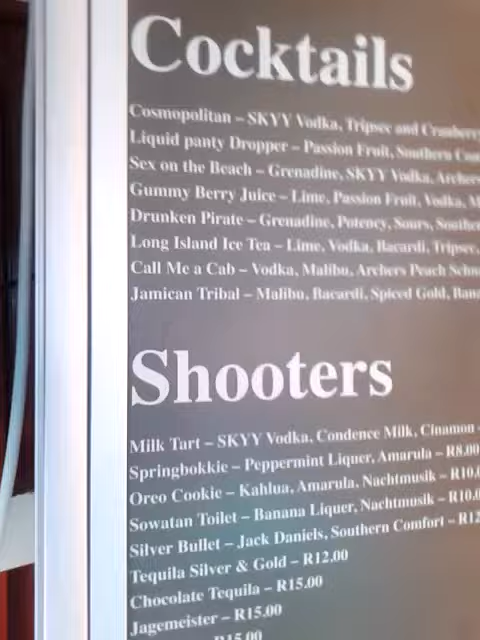 Cocktails
Cosmopolitan – SKYY Vodka, Tripsec and Cranberry
Liquid panty Dropper – Passion Fruit, Southern
Sex on the Beach – Grenadine, SKYY Vodka, Archers
Gummy Berry Juice – Lime, Passion Fruit, Vodka,
Drunken Pirate – Grenadine, Potency, Sours,
Long Island Ice Tea – Lime, Vodka, Bacardi, Tripsec,
Call Me a Cab – Vodka, Malibu, Archers Peach
Jamican Tribal – Malibu, Bacardi, Spiced Gold,
Shooters
Milk Tart – SKYY Vodka, Condence Milk, Cinamon –
Springbokkie – Peppermint Liquer, Amarula – R8.00
Oreo Cookie – Kahlua, Amarula, Nachtmusik – R10.0
Sowatan Toilet – Banana Liquer, Nachtmusik – R10.0
Silver Bullet – Jack Daniels, Southern Comfort – R12
Tequila Silver & Gold – R12.00
Chocolate Tequila – R15.00
Jagemeister – R15.00
R15.00